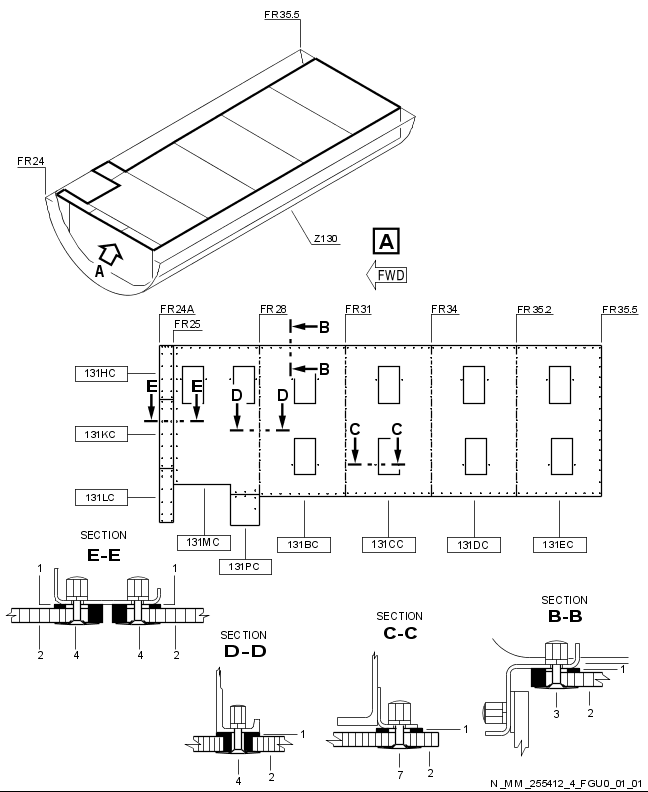 FR35.5
FR24
Z130
A
A
FWD
FR24A FR28 FR31 FR34 FR35.2 FR35.5
FR25
B
B
131HC
E E D D
C C
131KC
131LC
131MC 131BC 131CC 131DC 131EC
131PC
SECTION
E-E
1 1
2 4 4 2
SECTION
D-D
1
4 2
SECTION
C-C
1
7 2
SECTION
B-B
1
3 2
N_MM_255412_4_FGU0_01_01